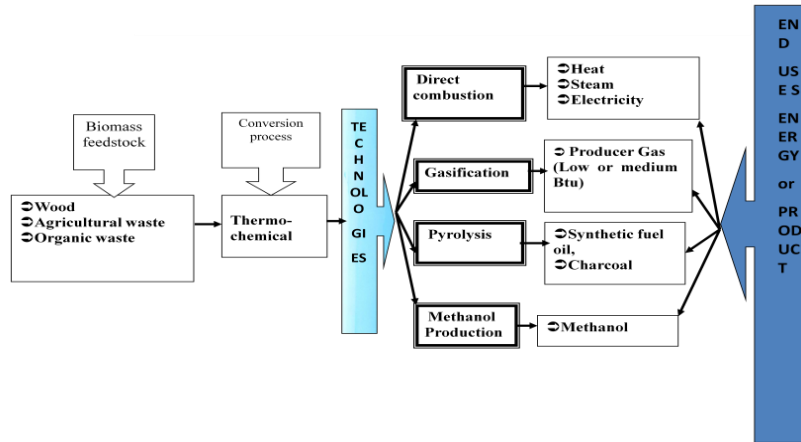 Biomass
feedstock
Conversion
process
➲Wood
➲Agricultural waste
➲Organic waste
Thermo-
chemical
TE
C
H
NOLO
O
GI
ES
Direct
combustion
➲Heat
➲Steam
➲Electricity
Gasification
➲ Producer Gas
(Low or medium
Btu)
Pyrolysis
➲Synthetic fuel
oil,
➲Charcoal
Methanol
Production
➲Methanol
EN
D
US
E S
EN
ER
GY
or
PR
OD
UC
T